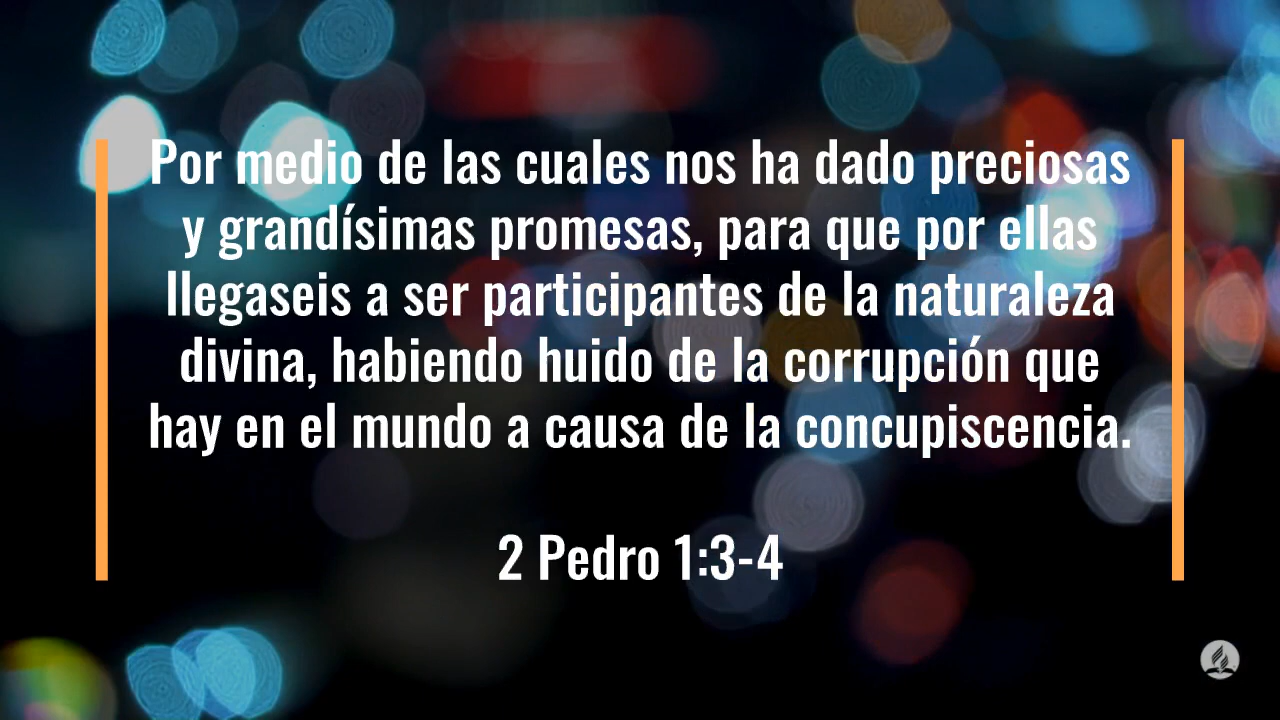 Por medio de las cuales nos ha dado preciosas
y grandísimas promesas, para que por ellas
llegaseis a ser participantes de la naturaleza
divina, habiendo huido de la corrupción que
hay en el mundo a causa de la concupiscencia.
2 Pedro 1:3-4